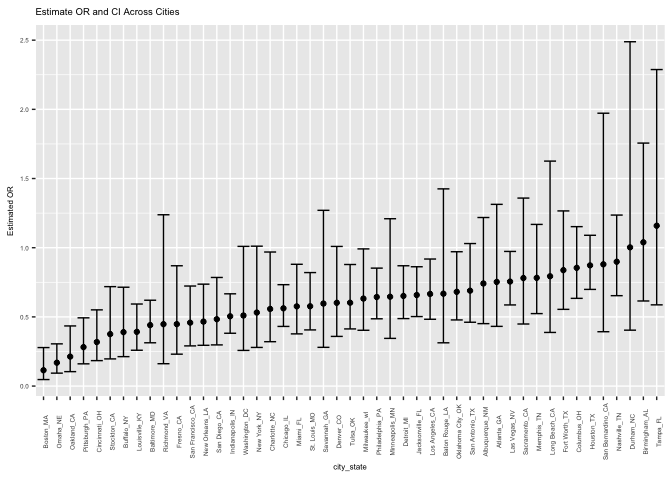 Estimate OR and CI Across Cities
Estimated OR
2.5
2.0
1.5
1.0
0.5
0.0
Boston_MA
Omaha_NE
Oakland_CA
Pittsburgh_PA
Cincinnati_OH
Stockton_CA
Buffalo_NY
Louisville_KY
Baltimore_MD
Richmond_VA
Fresno_CA
San Francisco_CA
New Orleans_LA
San Diego_CA
Indianapolis_IN
Washington_DC
New York_NY
Charlotte_NC
Chicago_IL
Miami_FL
St. Louis_MO
Savannah_GA
Denver_CO
Tulsa_OK
Milwaukee_wI
Philadelphia_PA
Minneapolis_MN
Detroit_MI
Jacksonville_FL
Los Angeles_CA
Baton Rouge_LA
Oklahoma City_OK
San Antonio_TX
Albuquerque_NM
Atlanta_GA
Las Vegas_NV
Sacramento_CA
Memphis_TN
Long Beach_CA
Fort Worth_TX
Columbus_OH
Houston_TX
San Bernardino_CA
Nashville_TN
Durham_NC
Birmingham_AL
Tampa_FL
city_state